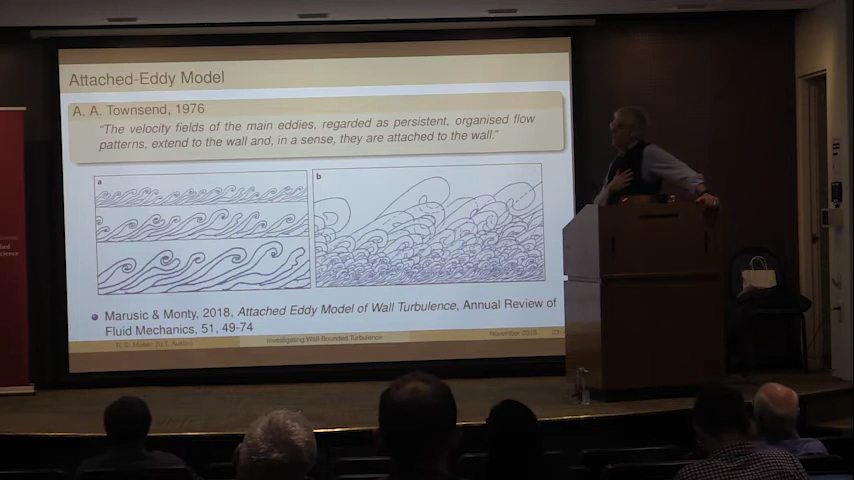 Attached-Eddy Model
A. A. Townsend, 1976
"The velocity fields of the main eddies, regarded as persistent, organised flow
patterns, extend to the wall and, in a sense, they are attached to the wall."
a
b
Marusic & Monty, 2018, Attached Eddy Model of Wall Turbulence, Annual Review of
Fluid Mechanics, 51, 49-74
R. D. Moser (U.T. Austin)
Investigating Wall-Bounded Turbulence
November 2018